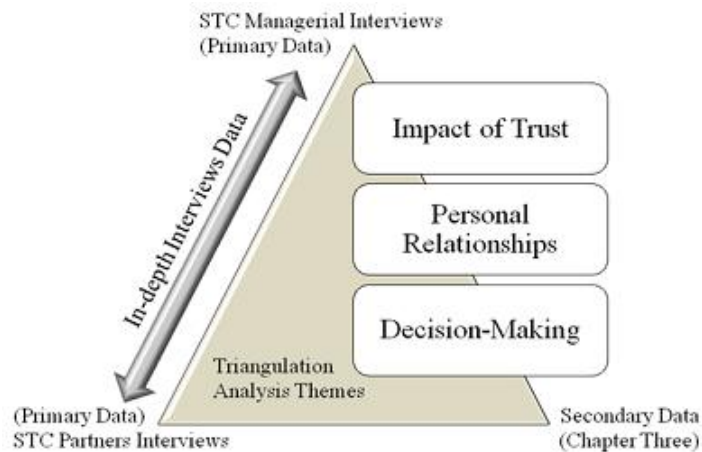 STC Managerial Interviews
(Primary Data)
In-depth Interviews Data
Impact of Trust
Personal
Relationships
Decision-Making
Triangulation
Analysis Themes
(Primary Data)
STC Partners Interviews
Secondary Data
(Chapter Three)